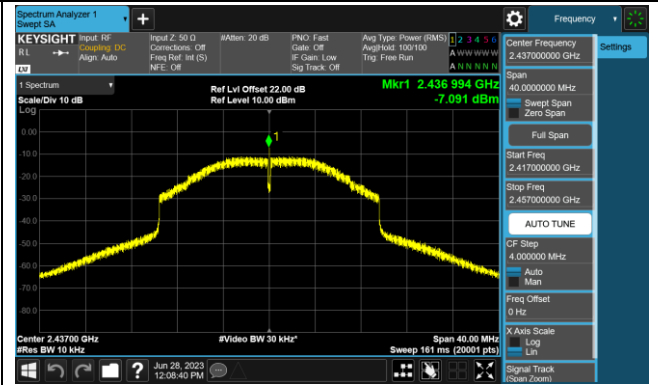 Spectrum Analyzer 1
Swept SA
+
Frequency
KEYSIGHT
RL
Input: RF
Coupling: DC
Align: Auto
Input Z: 50 Ω
Corrections: Off
Freq Ref: Int (S)
NFE: Off
#Atten: 20 dB
PNO: Fast
Gate: Off
IF Gain: Low
Sig Track: Off
Avg Type: Power (RMS)
Avg|Hold: 100/100
Trig: Free Run
1 2 3 4 5 6
A W W W W W
A N N N N N
LXI
1 Spectrum
Scale/Div 10 dB
Log
Ref Lvl Offset 22.00 dB
Ref Level 10.00 dBm
Mkr1 2.436 994 GHz
-7.091 dBm
1
0.00
-10.0
-20.0
-30.0
-40.0
-50.0
-60.0
-70.0
-80.0
Center 2.43700 GHz
#Res BW 10 kHz
#Video BW 30 kHz*
Span 40.00 MHz
Sweep 161 ms (20001 pts)
Center Frequency
2.437000000 GHz
Settings
Span
40.0000000 MHz
Swept Span
Zero Span
Full Span
Start Freq
2.417000000 GHz
Stop Freq
2.457000000 GHz
AUTO TUNE
CF Step
4.000000 MHz
Auto
Man
Freq Offset
0 Hz
X Axis Scale
Log
Lin
Signal Track
(Span Zoom)
?
Jun 28, 2023
12:08:40 PM